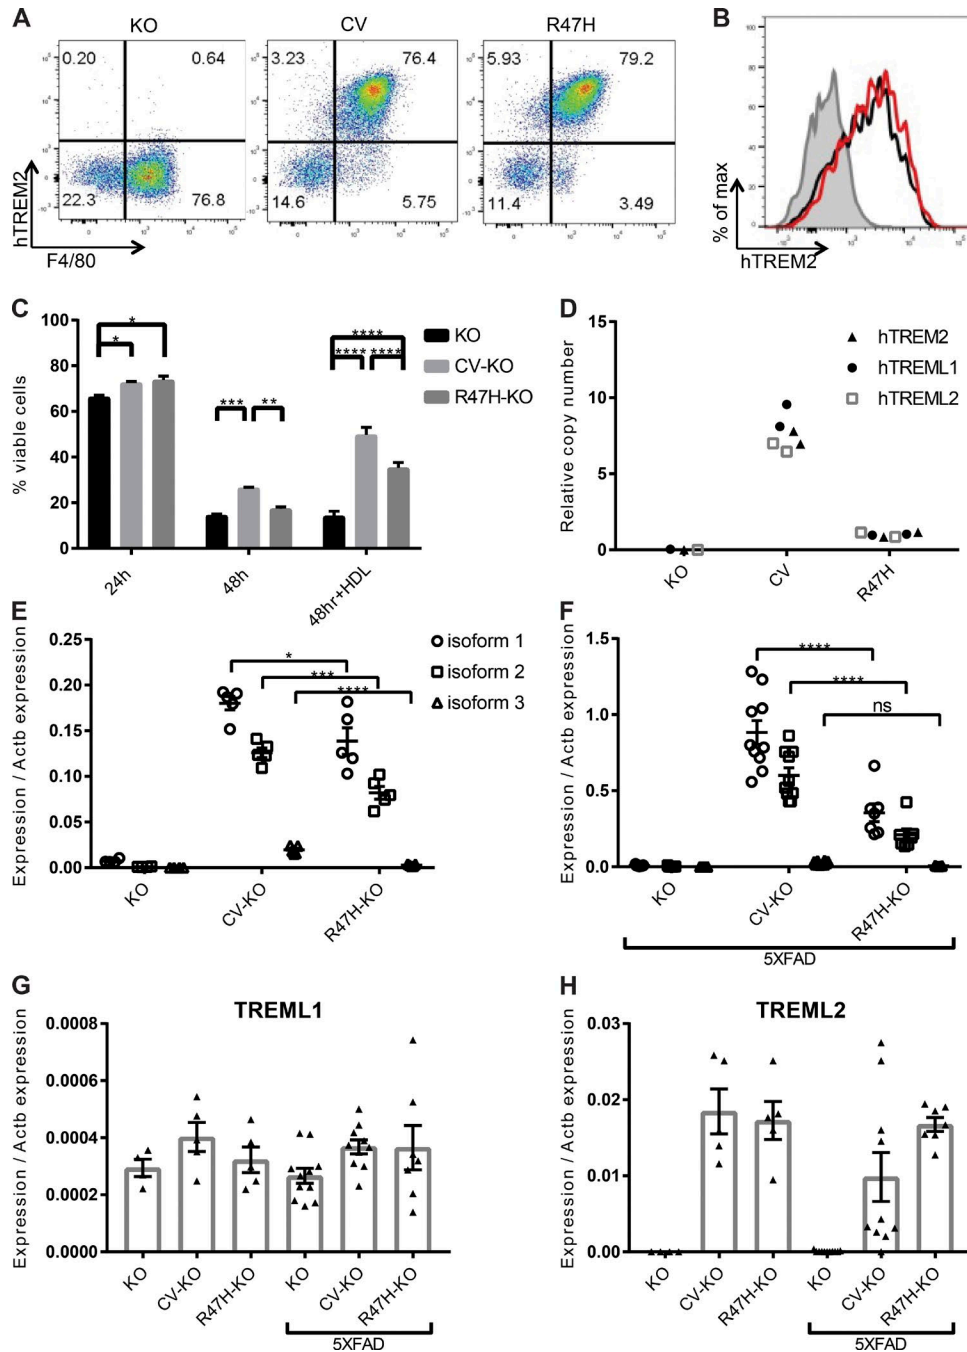 A
KO
CV
R47H
0.20
0.64
3.23
76.4
5.93
79.2
22.3
76.8
14.6
5.75
11.4
3.49
hTREM2
F4/80
B
% of max
100
80
60
40
20
0
hTREM2
C
% viable cells
100
80
60
40
20
0
*
*
***
**
****
****
****
KO
CV-KO
R47H-KO
24h
48h
48hr+HDL
D
Relative copy number
15
10
5
0
hTREM2
hTREML1
hTREML2
KO
CV
R47H
E
Expression / Actb expression
0.25
0.20
0.15
0.10
0.05
0.00
*
***
****
isoform 1
isoform 2
isoform 3
KO
CV-KO
R47H-KO
F
Expression / Actb expression
1.5
1.0
0.5
0.0
****
****
ns
KO
CV-KO
R47H-KO
5XFAD
G
TREML1
Expression / Actb expression
0.0008
0.0006
0.0004
0.0002
0.0000
KO
CV-KO
R47H-KO
KO
CV-KO
R47H-KO
5XFAD
H
TREML2
Expression / Actb expression
0.03
0.02
0.01
0.00
KO
CV-KO
R47H-KO
KO
CV-KO
R47H-KO
5XFAD